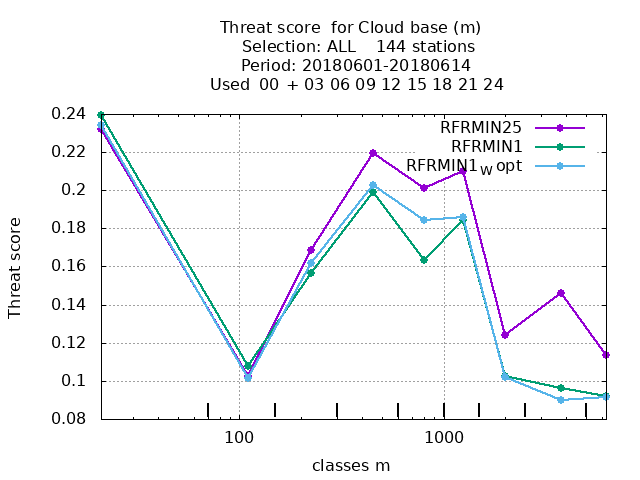 Threat score  for Cloud base (m)
Selection: ALL    144 stations
Period: 20180601-20180614
Used  00 + 03 06 09 12 15 18 21 24
RFRMIN25
RFRMIN1
RFRMIN1wopt
0.24
0.22
0.2
0.18
0.16
0.14
0.12
0.1
0.08
Threat score
100 1000
classes m